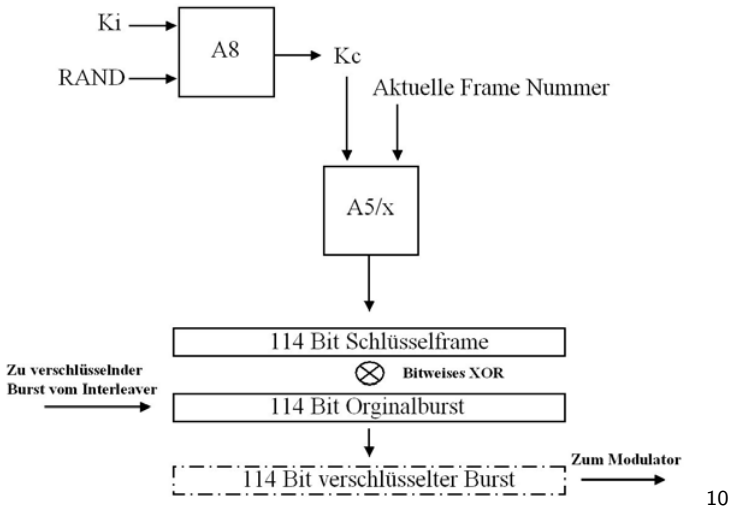 Ki
A8
RAND
Kc
Aktuelle Frame Nummer
A5/x
114 Bit Schlüsselframe
Zu verschlüsselnder
Burst vom Interleaver
Bitweises XOR
114 Bit Orginalburst
114 Bit verschlüsselter Burst
Zum Modulator
10